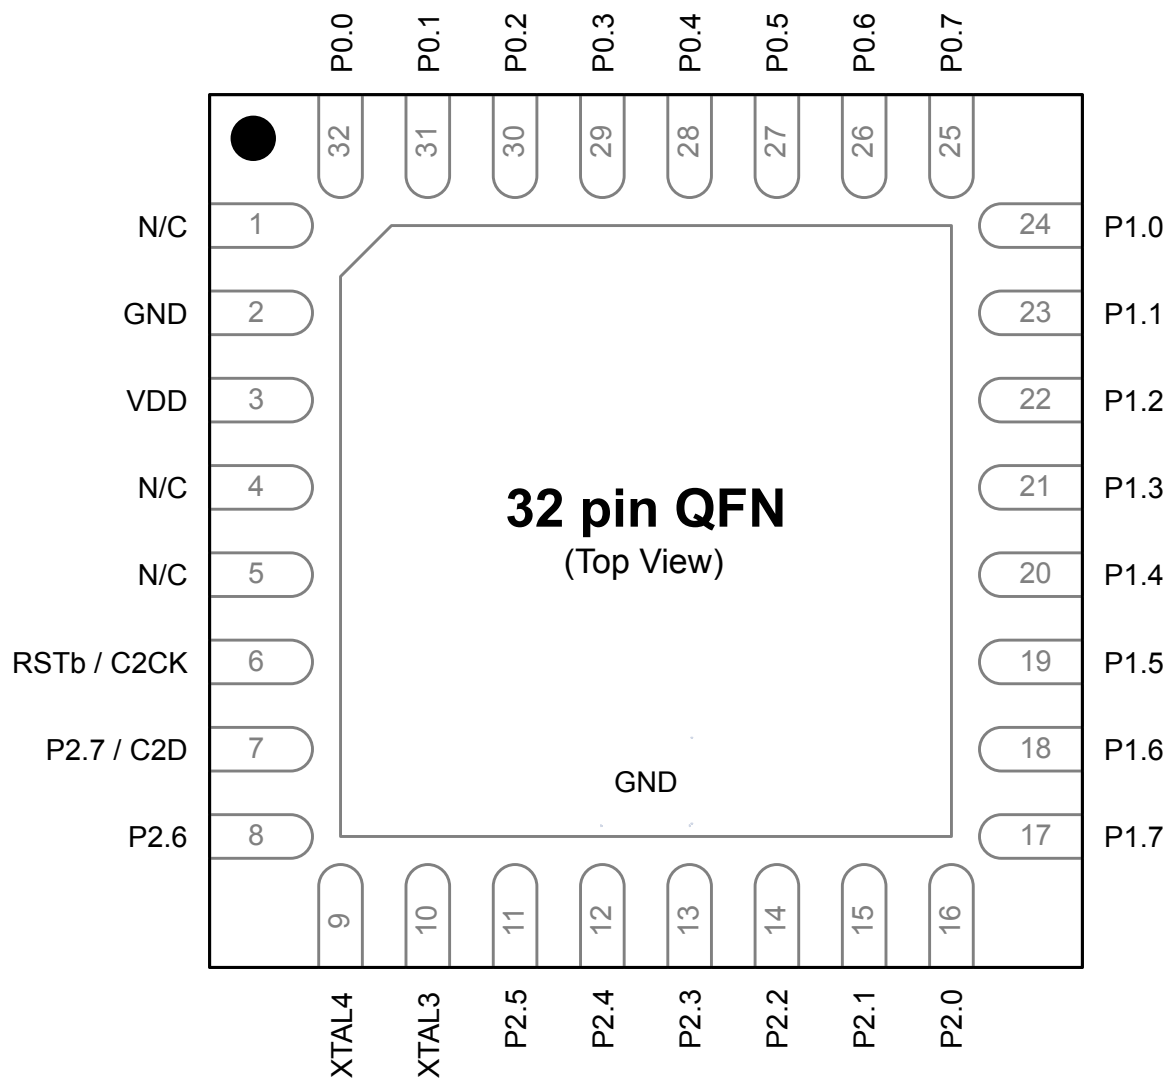 P0.0
P0.1
P0.2
P0.3
P0.4
P0.5
P0.6
P0.7
32
31
30
29
28
27
26
25
N/C 1
24 P1.0
GND 2
23 P1.1
VDD 3
22 P1.2
N/C 4
21 P1.3
32 pin QFN
(Top View)
N/C 5
20 P1.4
RSTb / C2CK 6
19 P1.5
P2.7 / C2D 7
18 P1.6
GND
P2.6 8
17 P1.7
9
10
11
12
13
14
15
16
XTAL4
XTAL3
P2.5
P2.4
P2.3
P2.2
P2.1
P2.0